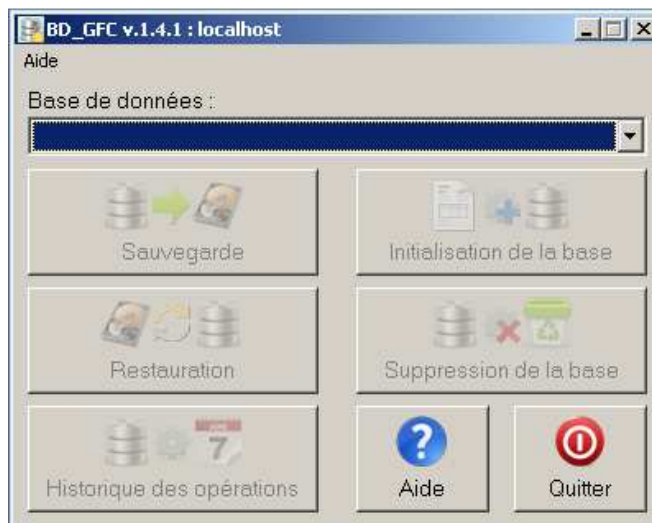 BD_GFC v.1.4.1 : localhost
Aide
Base de données :
Sauvegarde
Initialisation de la base
Restauration
Suppression de la base
7
Historique des opérations
Aide
Quitter